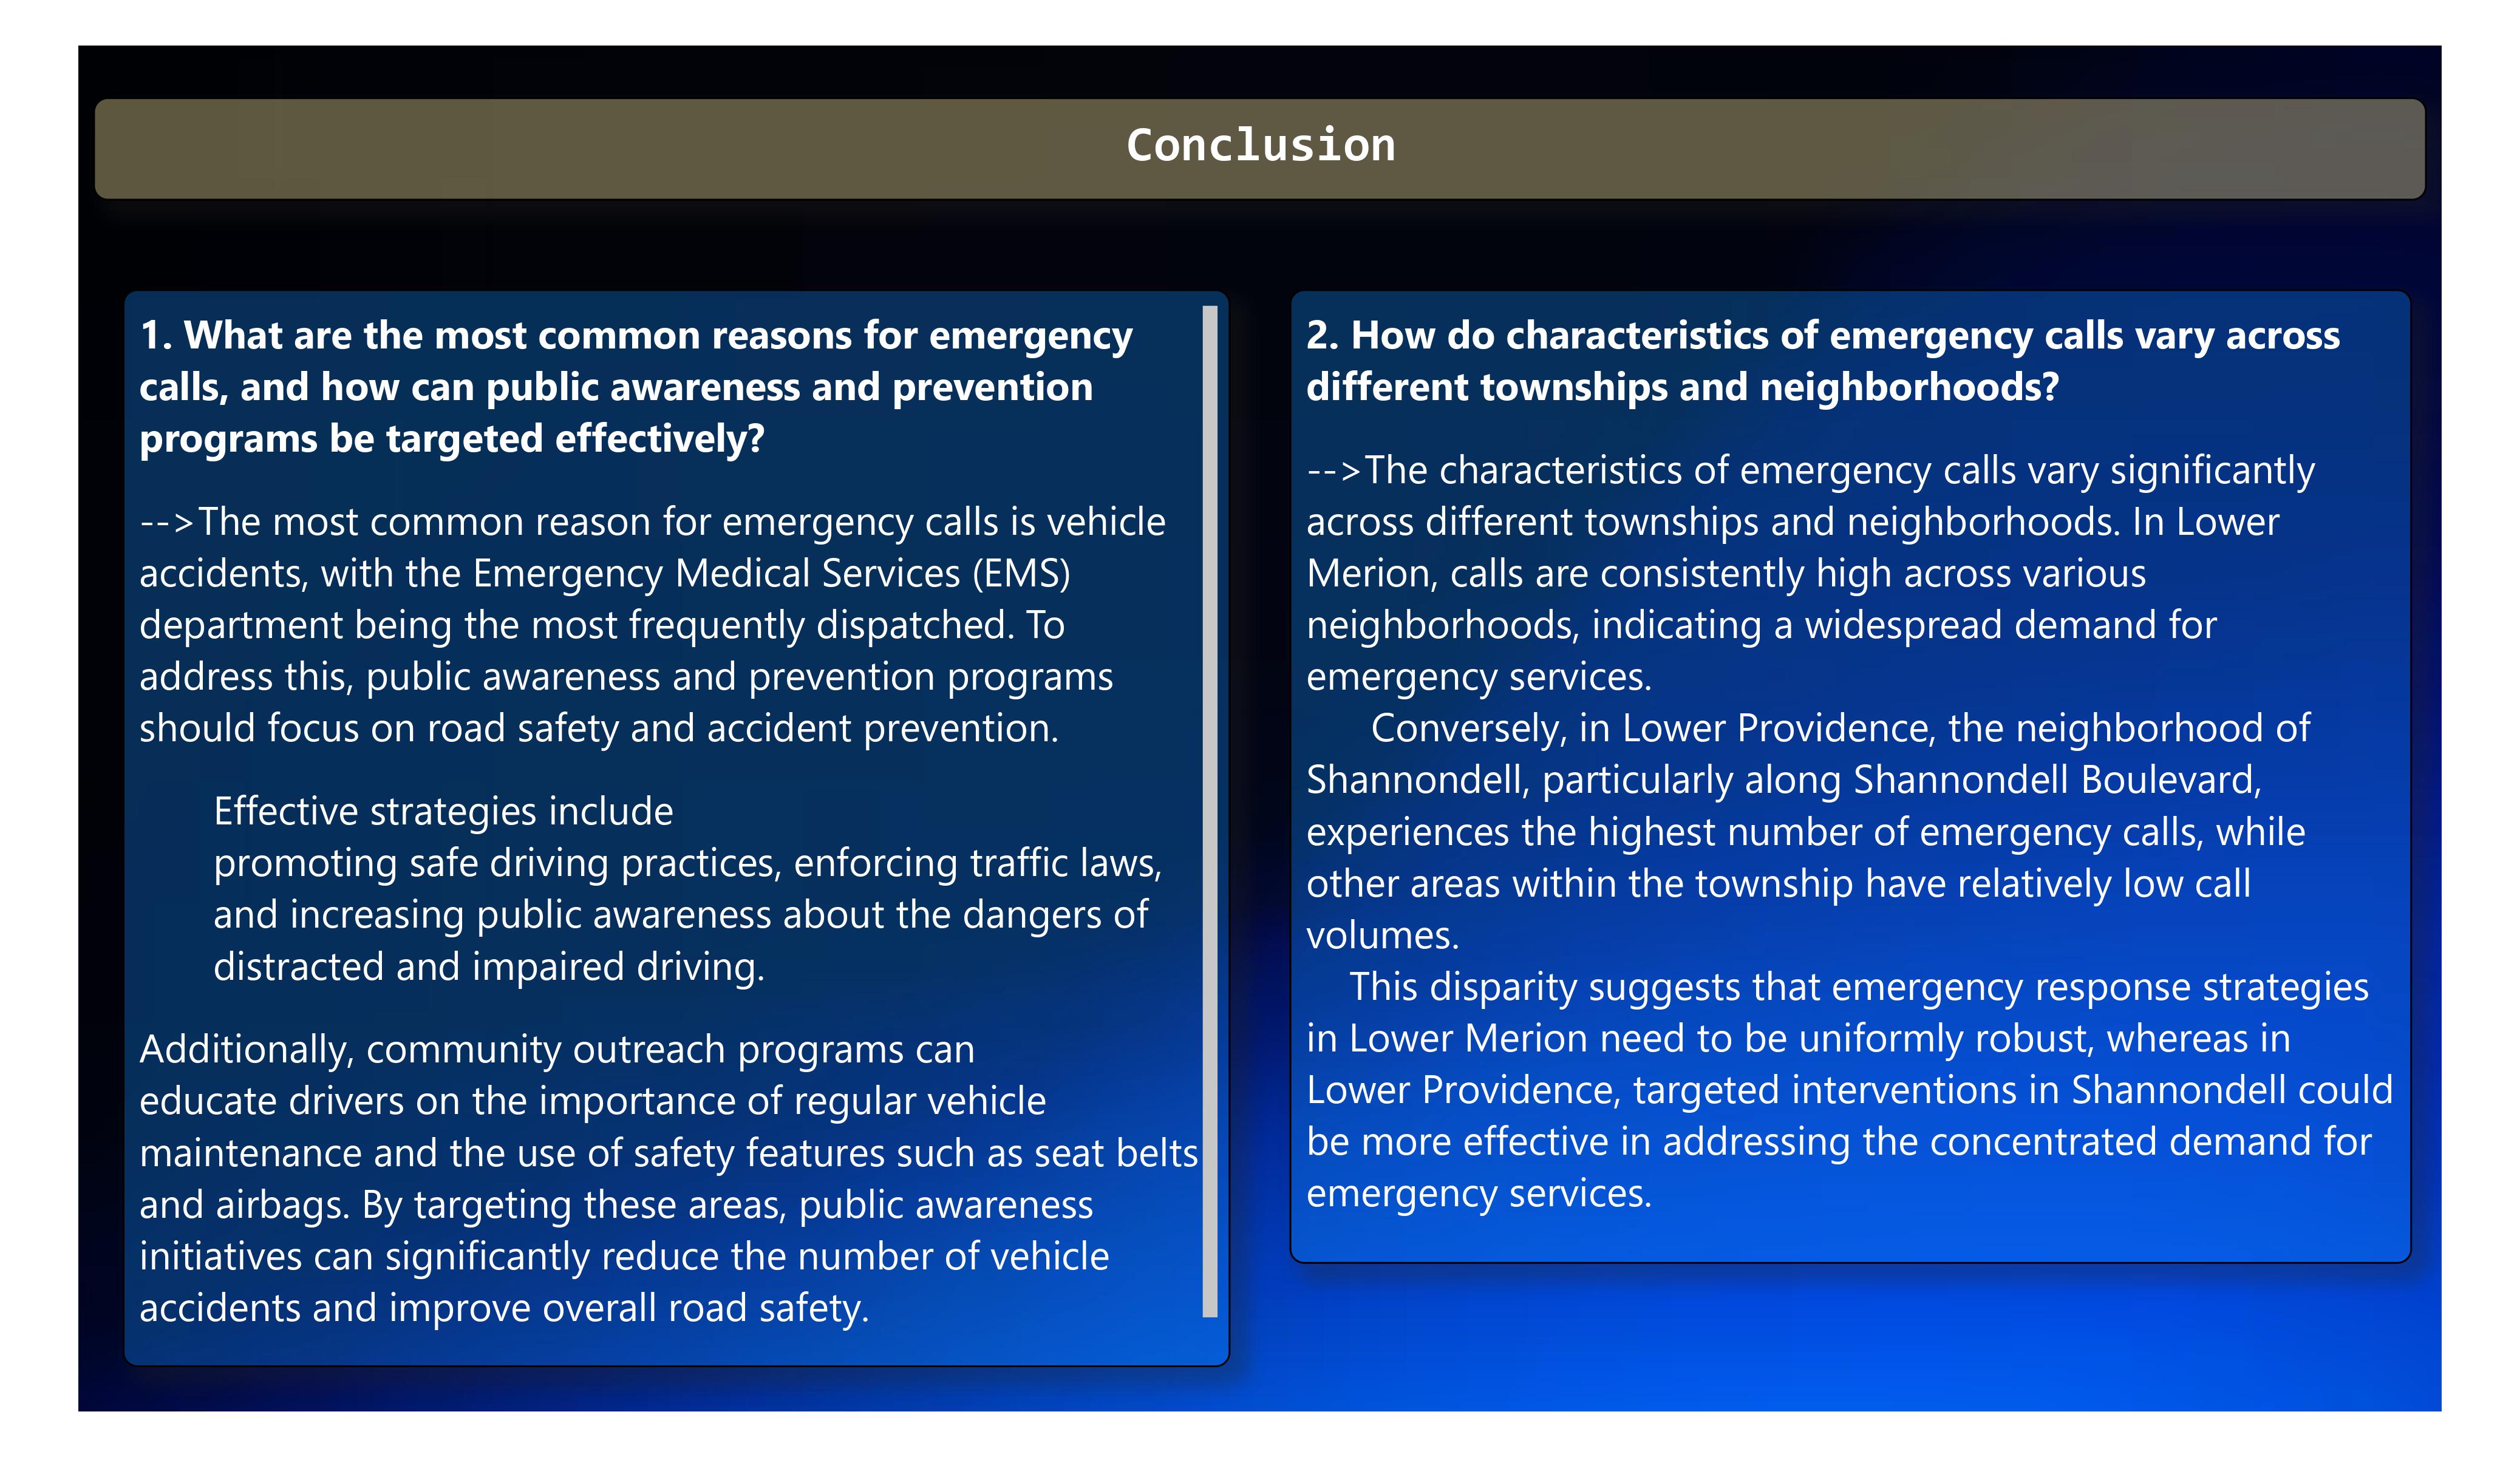 Conclusion
1. What are the most common reasons for emergency
calls, and how can public awareness and prevention
programs be targeted effectively?
-->The most common reason for emergency calls is vehicle
accidents, with the Emergency Medical Services (EMS)
department being the most frequently dispatched. To
address this, public awareness and prevention programs
should focus on road safety and accident prevention.
Effective strategies include
promoting safe driving practices, enforcing traffic laws,
and increasing public awareness about the dangers of
distracted and impaired driving.
Additionally, community outreach programs can
educate drivers on the importance of regular vehicle
maintenance and the use of safety features such as seat belts
and airbags. By targeting these areas, public awareness
initiatives can significantly reduce the number of vehicle
accidents and improve overall road safety.
2. How do characteristics of emergency calls vary across
different townships and neighborhoods?
-->The characteristics of emergency calls vary significantly
across different townships and neighborhoods. In Lower
Merion, calls are consistently high across various
neighborhoods, indicating a widespread demand for
emergency services.
Conversely, in Lower Providence, the neighborhood of
Shannondell, particularly along Shannondell Boulevard,
experiences the highest number of emergency calls, while
other areas within the township have relatively low call
volumes.
This disparity suggests that emergency response strategies
in Lower Merion need to be uniformly robust, whereas in
Lower Providence, targeted interventions in Shannondell could
be more effective in addressing the concentrated demand for
emergency services.